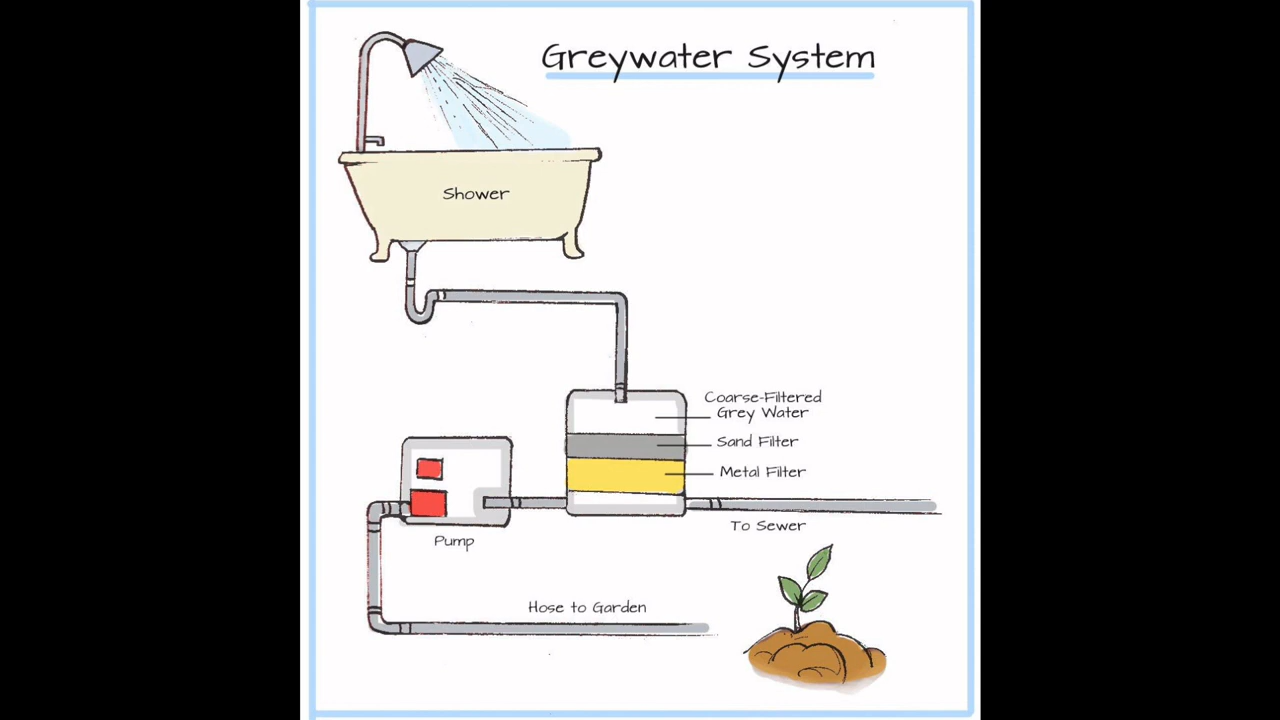 Greywater System
Shower
Coarse-Filtered
Grey Water
Sand Filter
Metal Filter
To Sewer
Pump
Hose to Garden